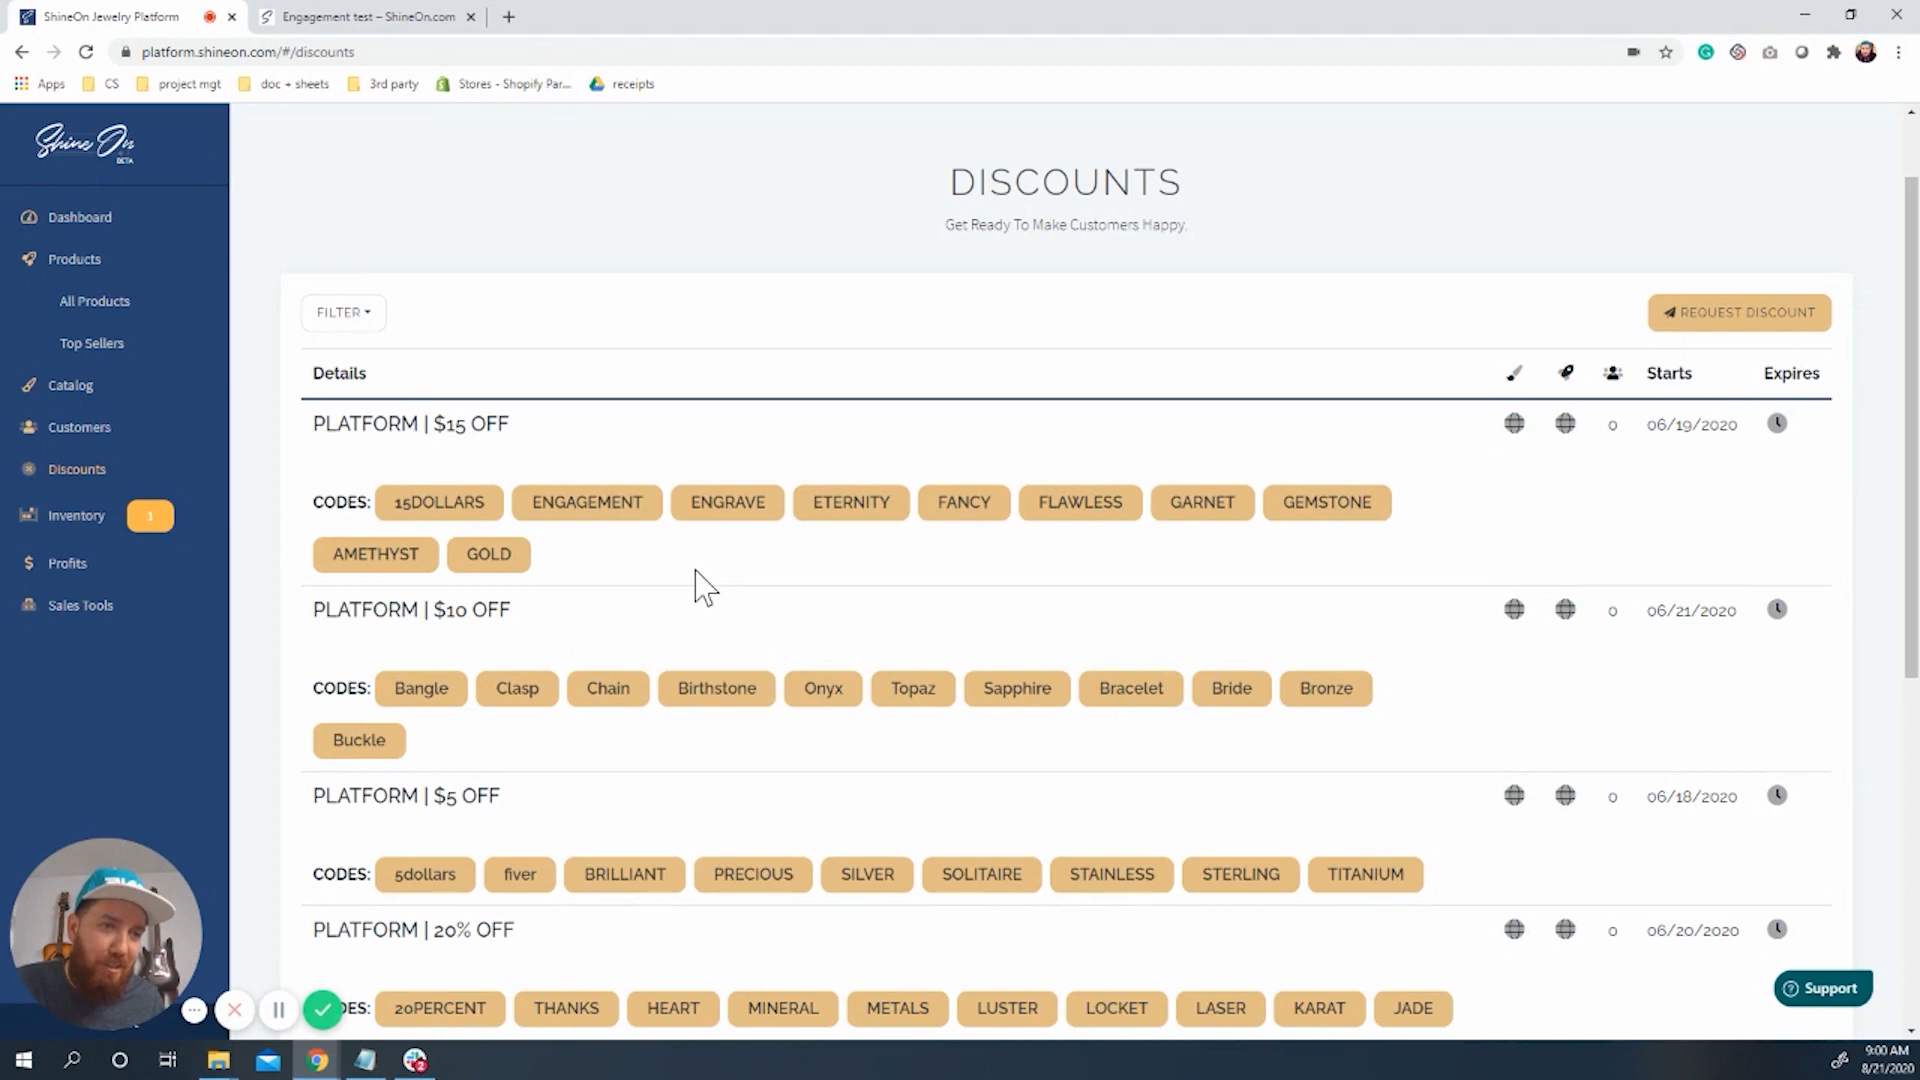 ShineOn Jewelry Platform
Engagement test – ShineOn.com
platform.shineon.com/#/discounts
Apps CS project mgt doc + sheets 3rd party Stores - Shopify Par... receipts
Shine On
BETA
Dashboard
Products
All Products
Top Sellers
Catalog
Customers
Discounts
Inventory 1
Profits
Sales Tools
DISCOUNTS
Get Ready To Make Customers Happy.
FILTER
REQUEST DISCOUNT
Details Starts Expires
PLATFORM | $15 OFF 0 06/19/2020
CODES: 15DOLLARS ENGAGEMENT ENGRAVE ETERNITY FANCY FLAWLESS GARNET GEMSTONE
AMETHYST GOLD
PLATFORM | $10 OFF 0 06/21/2020
CODES: Bangle Clasp Chain Birthstone Onyx Topaz Sapphire Bracelet Bride Bronze
Buckle
PLATFORM | $5 OFF 0 06/18/2020
CODES: 5dollars fiver BRILLIANT PRECIOUS SILVER SOLITAIRE STAINLESS STERLING TITANIUM
PLATFORM | 20% OFF 0 06/20/2020
DES: 20PERCENT THANKS HEART MINERAL METALS LUSTER LOCKET LASER KARAT JADE
Support
9:00 AM
8/21/2020